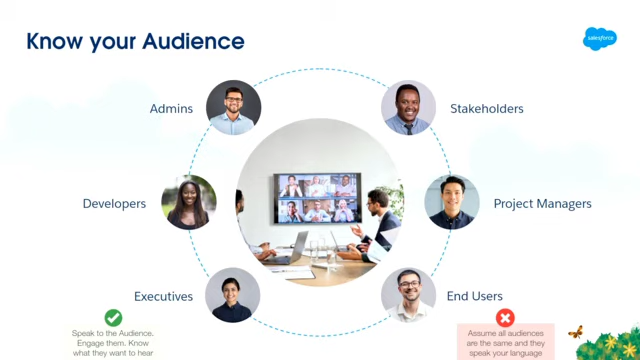 Know your Audience
salesforce
Admins
Stakeholders
Developers
Project Managers
Executives
End Users
Speak to the Audience.
Engage them. Know
what they want to hear
Assume all audiences
are the same and they
speak your language